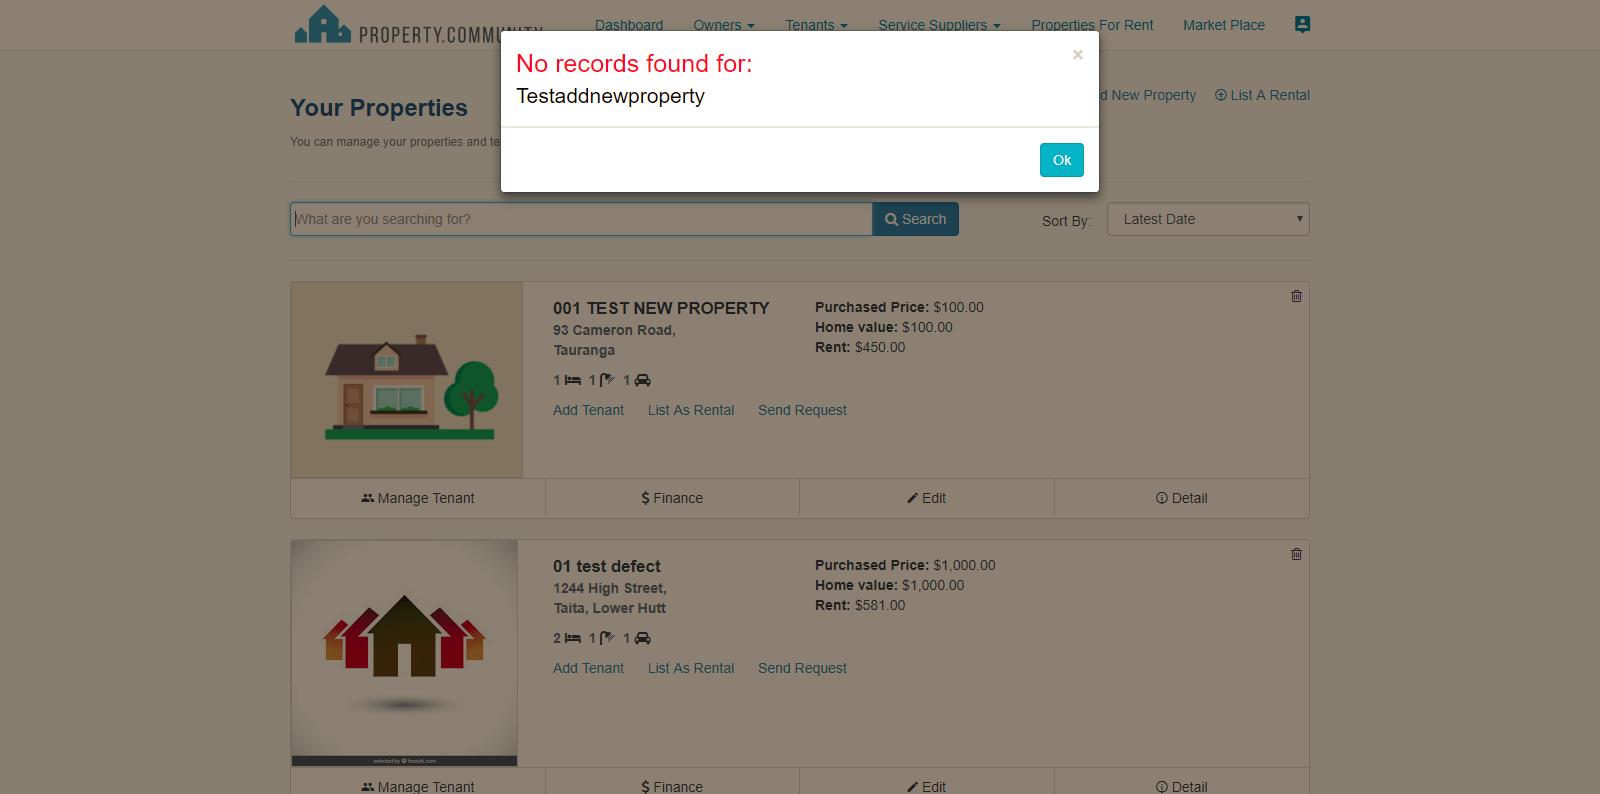 PROPERTY.COMMUNITY
Dashboard Owners Tenants Service Suppliers Properties For Rent Market Place
No records found for:
×
Testaddnewproperty
Ok
Your Properties
d New Property List A Rental
You can manage your properties and te
What are you searching for?
Search
Sort By:
Latest Date
001 TEST NEW PROPERTY
93 Cameron Road,
Tauranga
1 1 1
Add Tenant List As Rental Send Request
Purchased Price: $100.00
Home value: $100.00
Rent: $450.00
Manage Tenant $ Finance Edit Detail
01 test defect
1244 High Street,
Taita, Lower Hutt
2 1 1
Add Tenant List As Rental Send Request
Purchased Price: $1,000.00
Home value: $1,000.00
Rent: $581.00
selected by freepik.com
Manage Tenant $ Finance Edit Detail